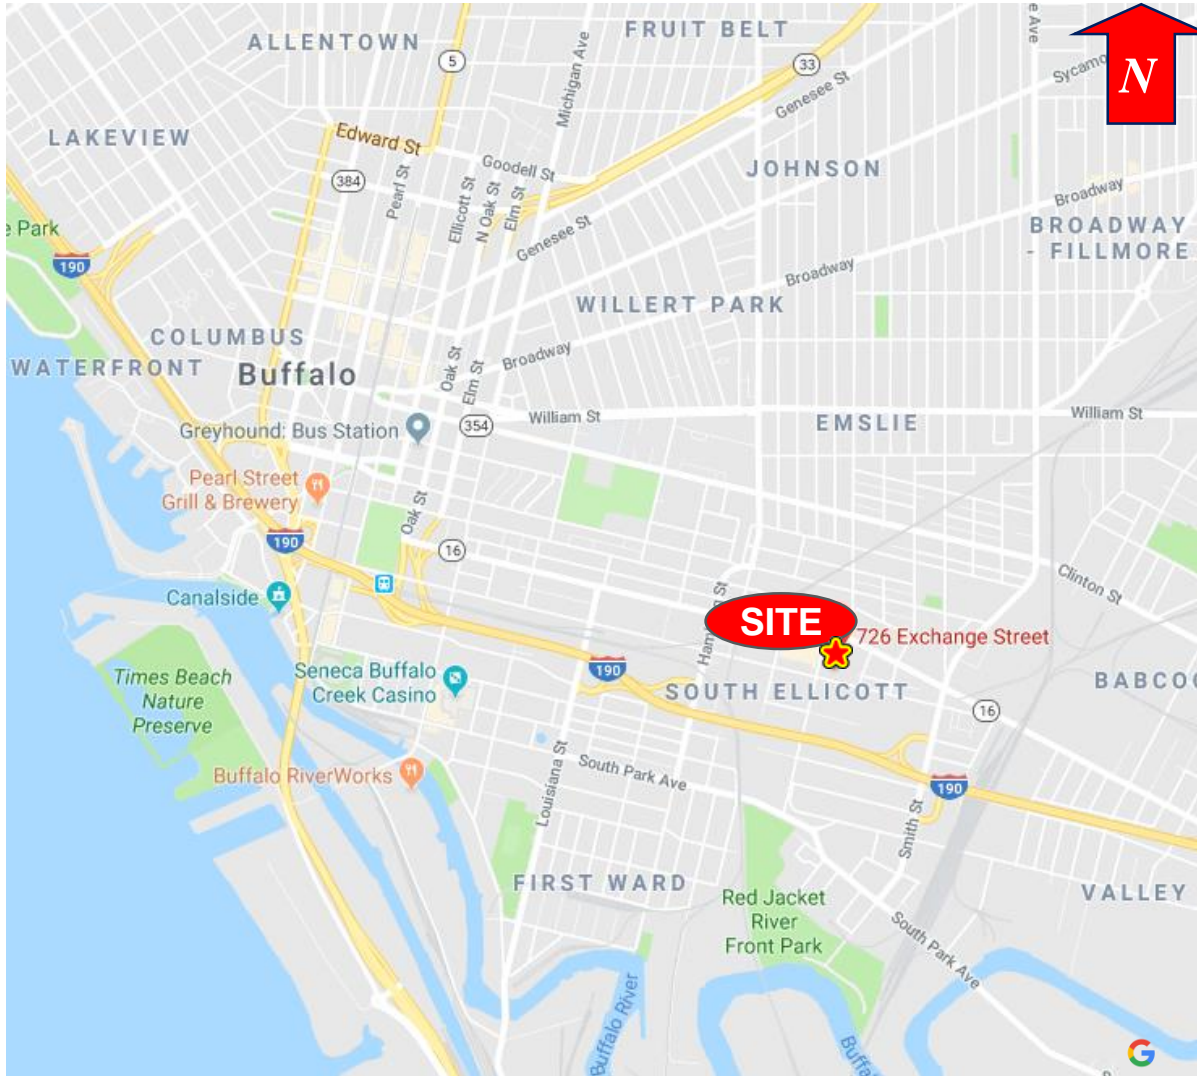 ALLENTOWN
FRUIT BELT
e Ave
N
5
Michigan Ave
33
Sycamo
Genesee St
LAKEVIEW
Edward St
Goodell St
JOHNSON
384
Pearl St
Ellicott St
N Oak St
Elm St
Broadway
BROADWAY
- FILLMORE
e Park
Genesee St
190
Broadway
WILLERT PARK
COLUMBUS
WATERFRONT
Buffalo
Oak St
Elm St
Broadway
William St
William St
354
EMSLIE
Greyhound: Bus Station
Pearl Street
Grill & Brewery
Oak St
190
16
Clinton St
Canalside
SITE
726 Exchange Street
190
Times Beach
Nature
Preserve
Seneca Buffalo
Creek Casino
SOUTH ELLICOTT
BABCO
16
Buffalo RiverWorks
Louisiana St
South Park Ave
190
Smith St
FIRST WARD
Red Jacket
River
Front Park
VALLEY
South Park Ave
Buffalo River
Buffa
G